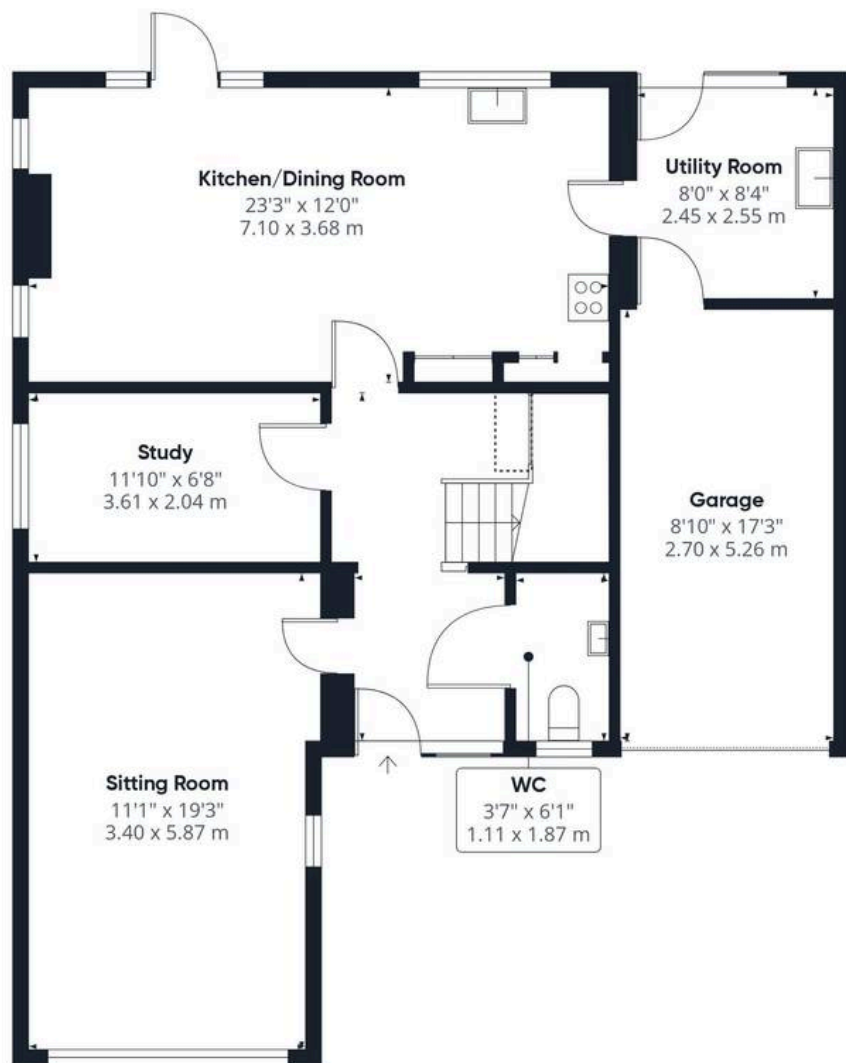 Kitchen/Dining Room
23'3" x 12'0"
7.10 x 3.68 m
Utility Room
8'0" x 8'4"
2.45 x 2.55 m
Study
11'10" x 6'8"
3.61 x 2.04 m
Garage
8'10" x 17'3"
2.70 x 5.26 m
Sitting Room
11'1" x 19'3"
3.40 x 5.87 m
WC
3'7" x 6'1"
1.11 x 1.87 m